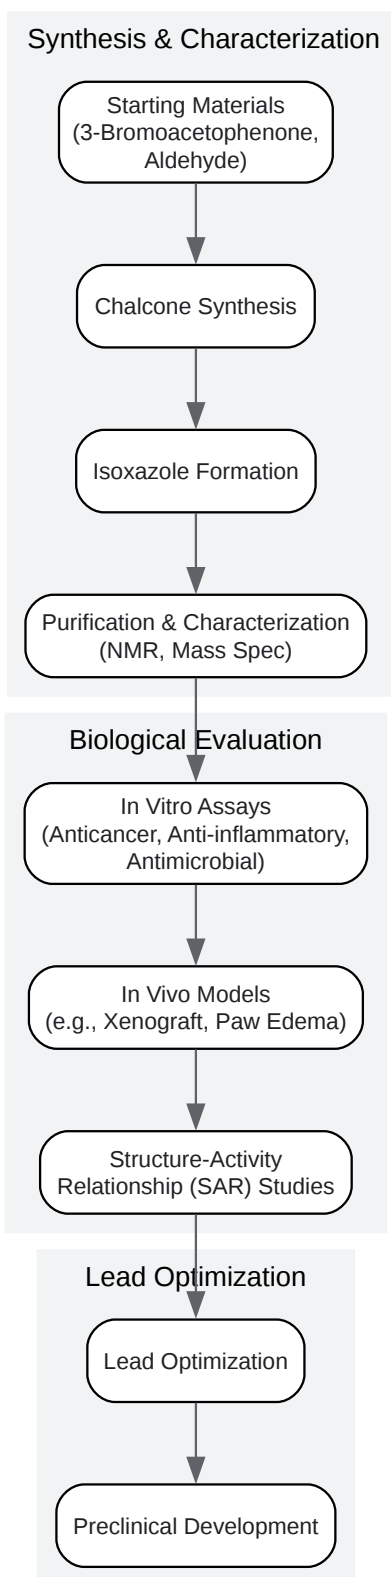 Synthesis & Characterization
Starting Materials
(3-Bromoacetophenone,
Aldehyde)
Chalcone Synthesis
Isoxazole Formation
Purification & Characterization
(NMR, Mass Spec)
Biological Evaluation
In Vitro Assays
(Anticancer, Anti-inflammatory,
Antimicrobial)
In Vivo Models
(e.g., Xenograft, Paw Edema)
Structure-Activity
Relationship (SAR) Studies
Lead Optimization
Lead Optimization
Preclinical Development